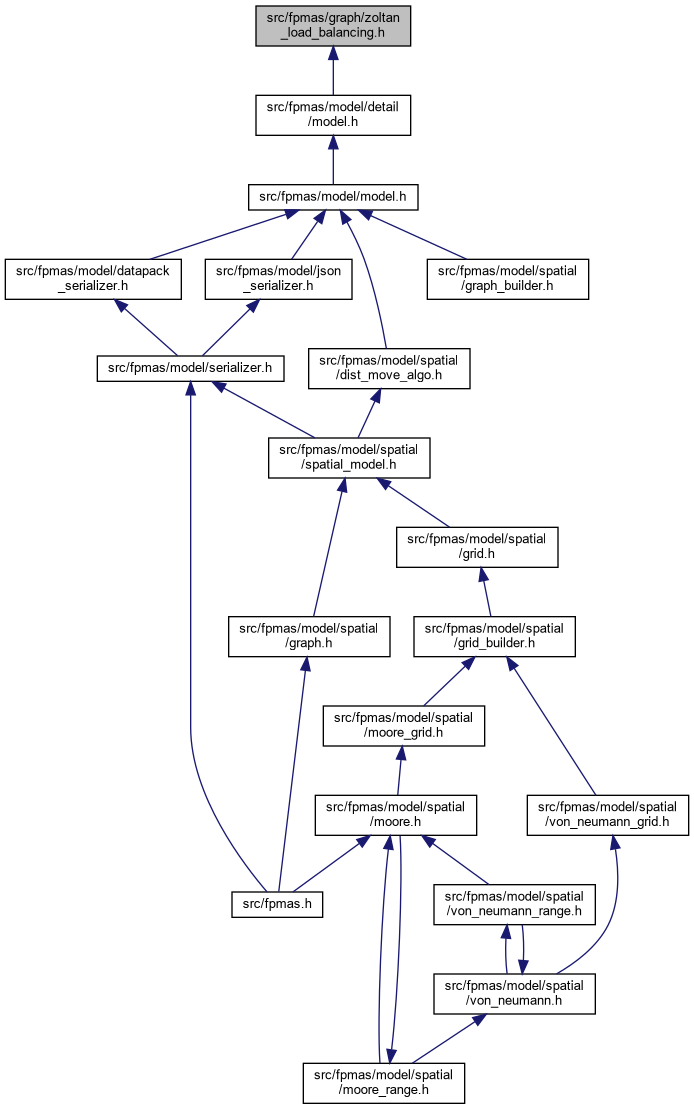 src/fpmas/graph/zoltan
_load_balancing.h
src/fpmas/model/detail
/model.h
src/fpmas/model/model.h
src/fpmas/model/datapack
_serializer.h
src/fpmas/model/json
_serializer.h
src/fpmas/model/spatial
/graph_builder.h
src/fpmas/model/serializer.h
src/fpmas/model/spatial
/dist_move_algo.h
src/fpmas/model/spatial
/spatial_model.h
src/fpmas/model/spatial
/grid.h
src/fpmas/model/spatial
/graph.h
src/fpmas/model/spatial
/grid_builder.h
src/fpmas/model/spatial
/moore_grid.h
src/fpmas/model/spatial
/moore.h
src/fpmas/model/spatial
/von_neumann_grid.h
src/fpmas.h
src/fpmas/model/spatial
/von_neumann_range.h
src/fpmas/model/spatial
/von_neumann.h
src/fpmas/model/spatial
/moore_range.h